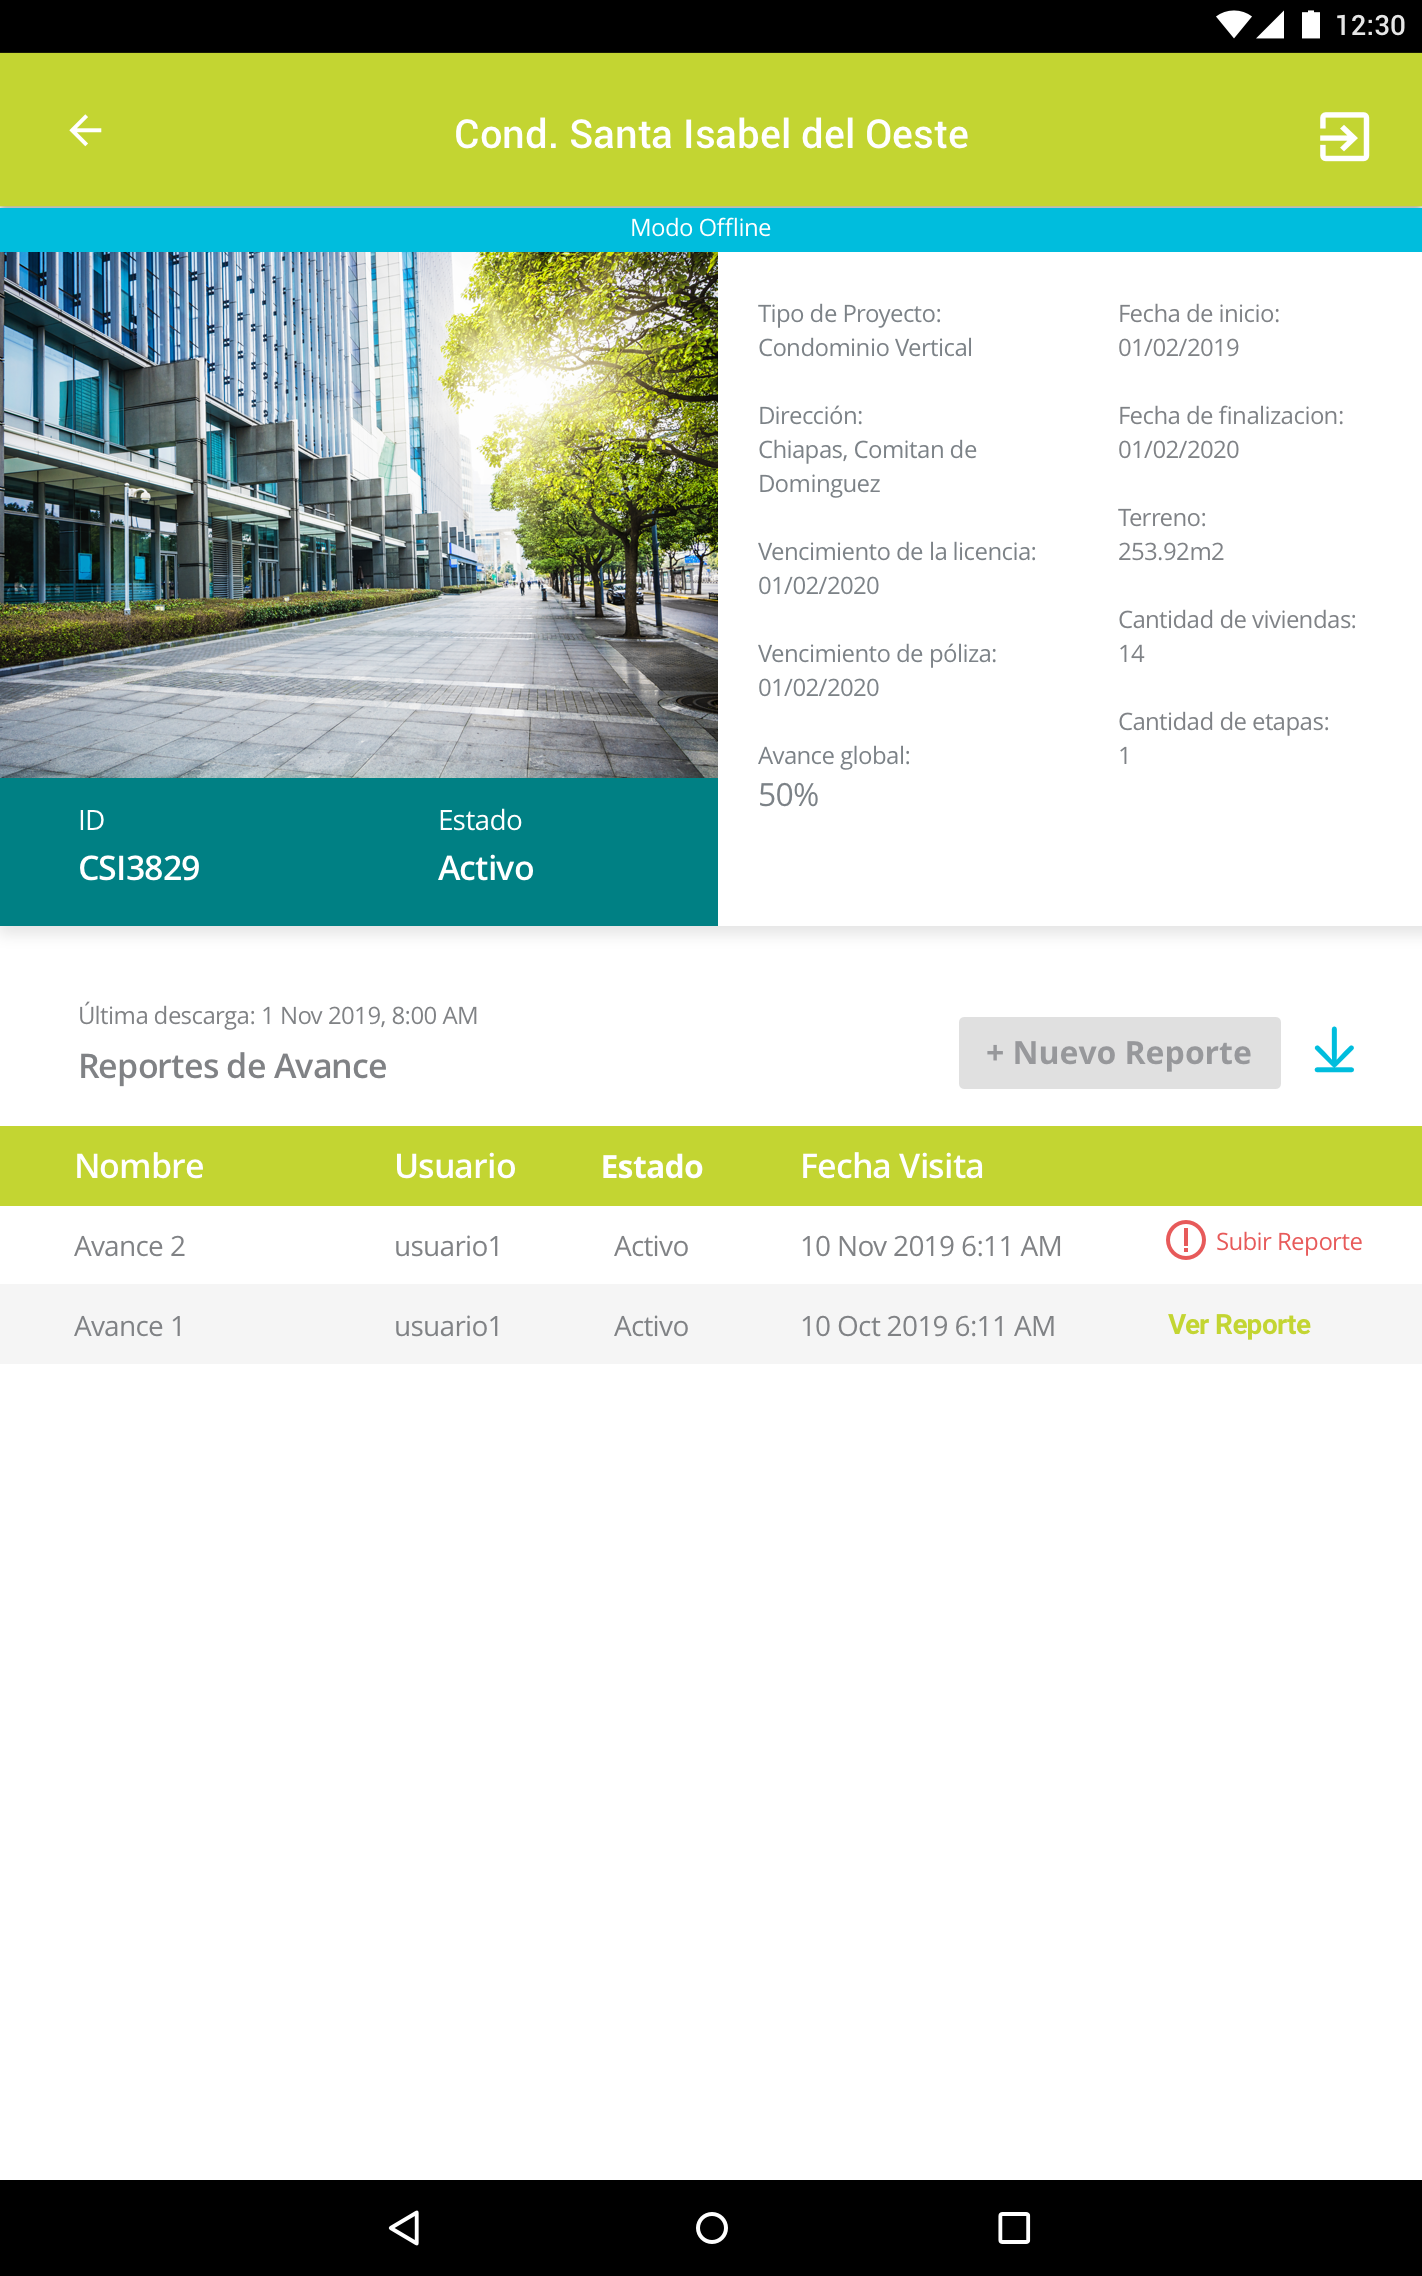 12:30
Cond. Santa Isabel del Oeste
Modo Offline
Tipo de Proyecto:
Condominio Vertical
Dirección:
Chiapas, Comitan de
Dominguez
Vencimiento de la licencia:
01/02/2020
Vencimiento de póliza:
01/02/2020
Avance global:
50%
Fecha de inicio:
01/02/2019
Fecha de finalizacion:
01/02/2020
Terreno:
253.92m2
Cantidad de viviendas:
14
Cantidad de etapas:
1
ID
CSI3829
Estado
Activo
Última descarga: 1 Nov 2019, 8:00 AM
Reportes de Avance
+ Nuevo Reporte
Nombre Usuario Estado Fecha Visita
Avance 2 usuario1 Activo 10 Nov 2019 6:11 AM Subir Reporte
Avance 1 usuario1 Activo 10 Oct 2019 6:11 AM Ver Reporte